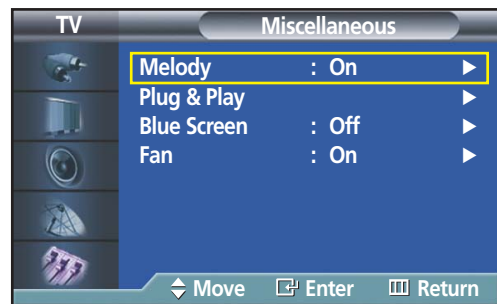 TV Miscellaneous
Melody : On
Plug & Play
Blue Screen : Off
Fan : On
Move Enter Return